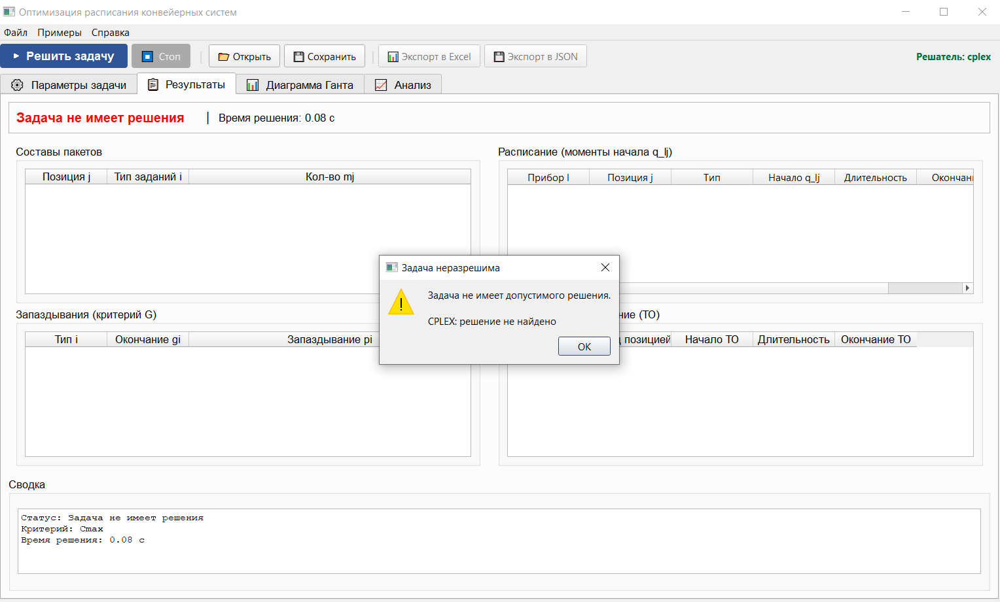 Оптимизация расписания конвейерных систем
Файл Примеры Справка
Решить задачу Стоп Открыть Сохранить Экспорт в Excel Экспорт в JSON Решатель: cplex
Параметры задачи Результаты Диаграмма Ганта Анализ
Задача не имеет решения | Время решения: 0.08 с
Составы пакетов
Позиция j Тип заданий i Кол-во mj
Расписание (моменты начала q_lj)
Прибор l Позиция j Тип Начало q_lj Длительность
Задача неразрешима
Задача не имеет допустимого решения.
CPLEX: решение не найдено
OK
Запаздывания (критерий G)
Тип i Окончание gi Запаздывание pi
(ТО)
позицией Начало ТО Длительность Окончание ТО
Сводка
Статус: Задача не имеет решения
Критерий: Cmax
Время решения: 0.08 с